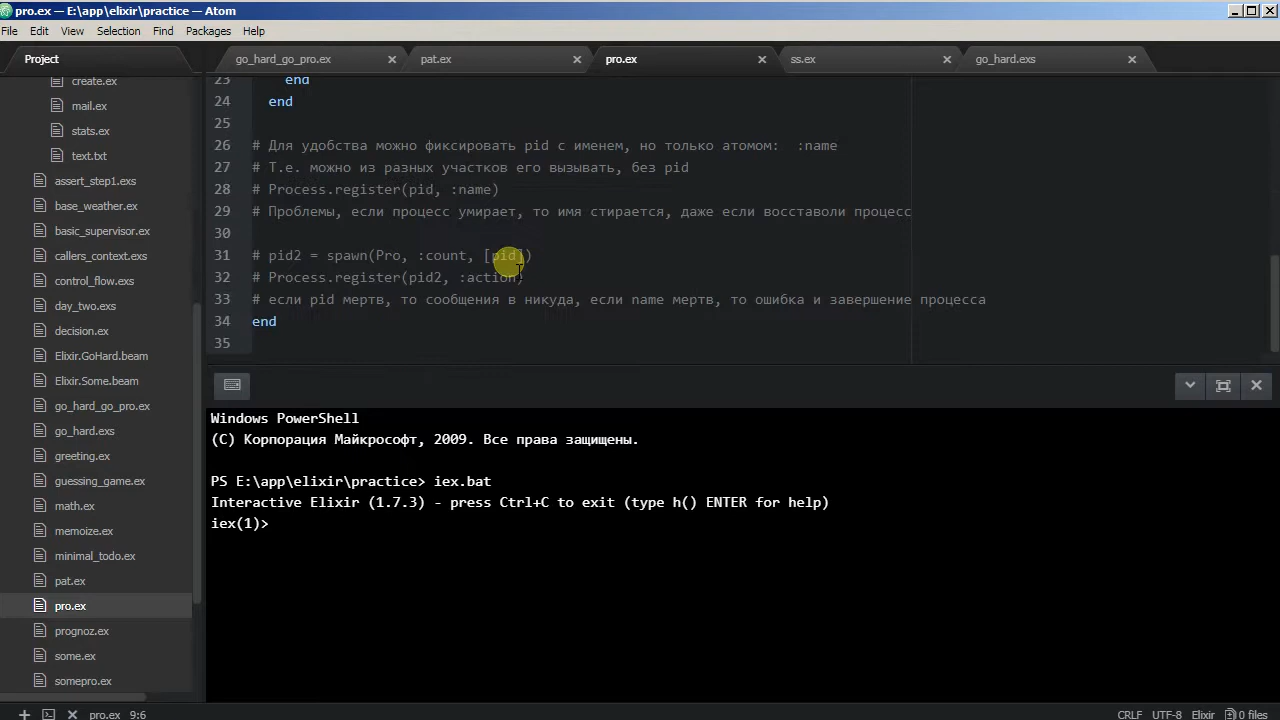 pro.ex — E:\app\elixir\practice — Atom
File Edit View Selection Find Packages Help
Project
go_hard_go_pro.ex pat.ex pro.ex ss.ex go_hard.exs
create.ex
mail.ex
stats.ex
text.txt
assert_step1.exs
base_weather.ex
basic_supervisor.ex
callers_context.exs
control_flow.exs
day_two.exs
decision.ex
Elixir.GoHard.beam
Elixir.Some.beam
go_hard_go_pro.ex
go_hard.exs
greeting.ex
guessing_game.ex
math.ex
memoize.ex
minimal_todo.ex
pat.ex
pro.ex
prognoz.ex
some.ex
somepro.ex
23 end
24 end
25
26 # Для удобства можно фиксировать pid с именем, но только атомом: :name
27 # Т.е. можно из разных участков его вызывать, без pid
28 # Process.register(pid, :name)
29 # Проблемы, если процесс умирает, то имя стирается, даже если восставоли процесс
30
31 # pid2 = spawn(Pro, :count, [pid])
32 # Process.register(pid2, :action)
33 # если pid мертв, то сообщения в никуда, если name мертв, то ошибка и завершение процесса
34 end
35
Windows PowerShell
(C) Корпорация Майкрософт, 2009. Все права защищены.
PS E:\app\elixir\practice> iex.bat
Interactive Elixir (1.7.3) - press Ctrl+C to exit (type h() ENTER for help)
iex(1)>
pro.ex 9:6 CRLF UTF-8 Elixir 0 files